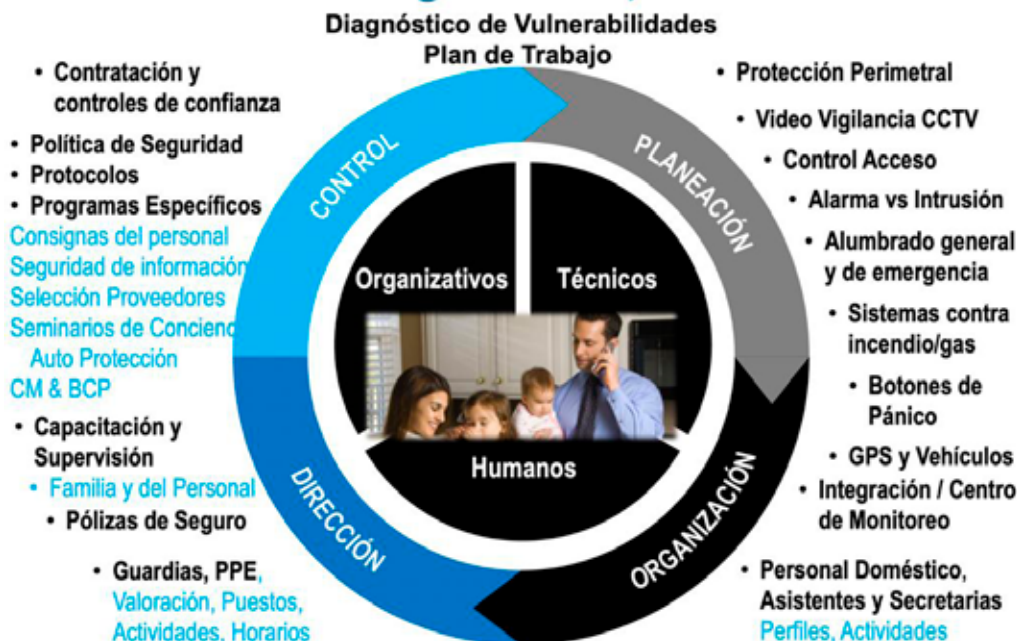 Diagnóstico de Vulnerabilidades
Plan de Trabajo
• Contratación y
controles de confianza
• Política de Seguridad
• Protocolos
• Programas Específicos
Consignas del personal
Seguridad de información
Selección Proveedores
Seminarios de Concienc
Auto Protección
CM & BCP
• Capacitación y
Supervisión
• Familia y del Personal
• Pólizas de Seguro
• Guardias, PPE,
Valoración, Puestos,
Actividades, Horarios
CONTROL
PLANEACIÓN
DIRECCIÓN
ORGANIZACIÓN
Organizativos
Técnicos
Humanos
• Protección Perimetral
• Video Vigilancia CCTV
• Control Acceso
• Alarma vs Intrusión
• Alumbrado general
y de emergencia
• Sistemas contra
incendio/gas
• Botones de
Pánico
• GPS y Vehículos
• Integración / Centro
de Monitoreo
• Personal Doméstico,
Asistentes y Secretarias
Perfiles, Actividades